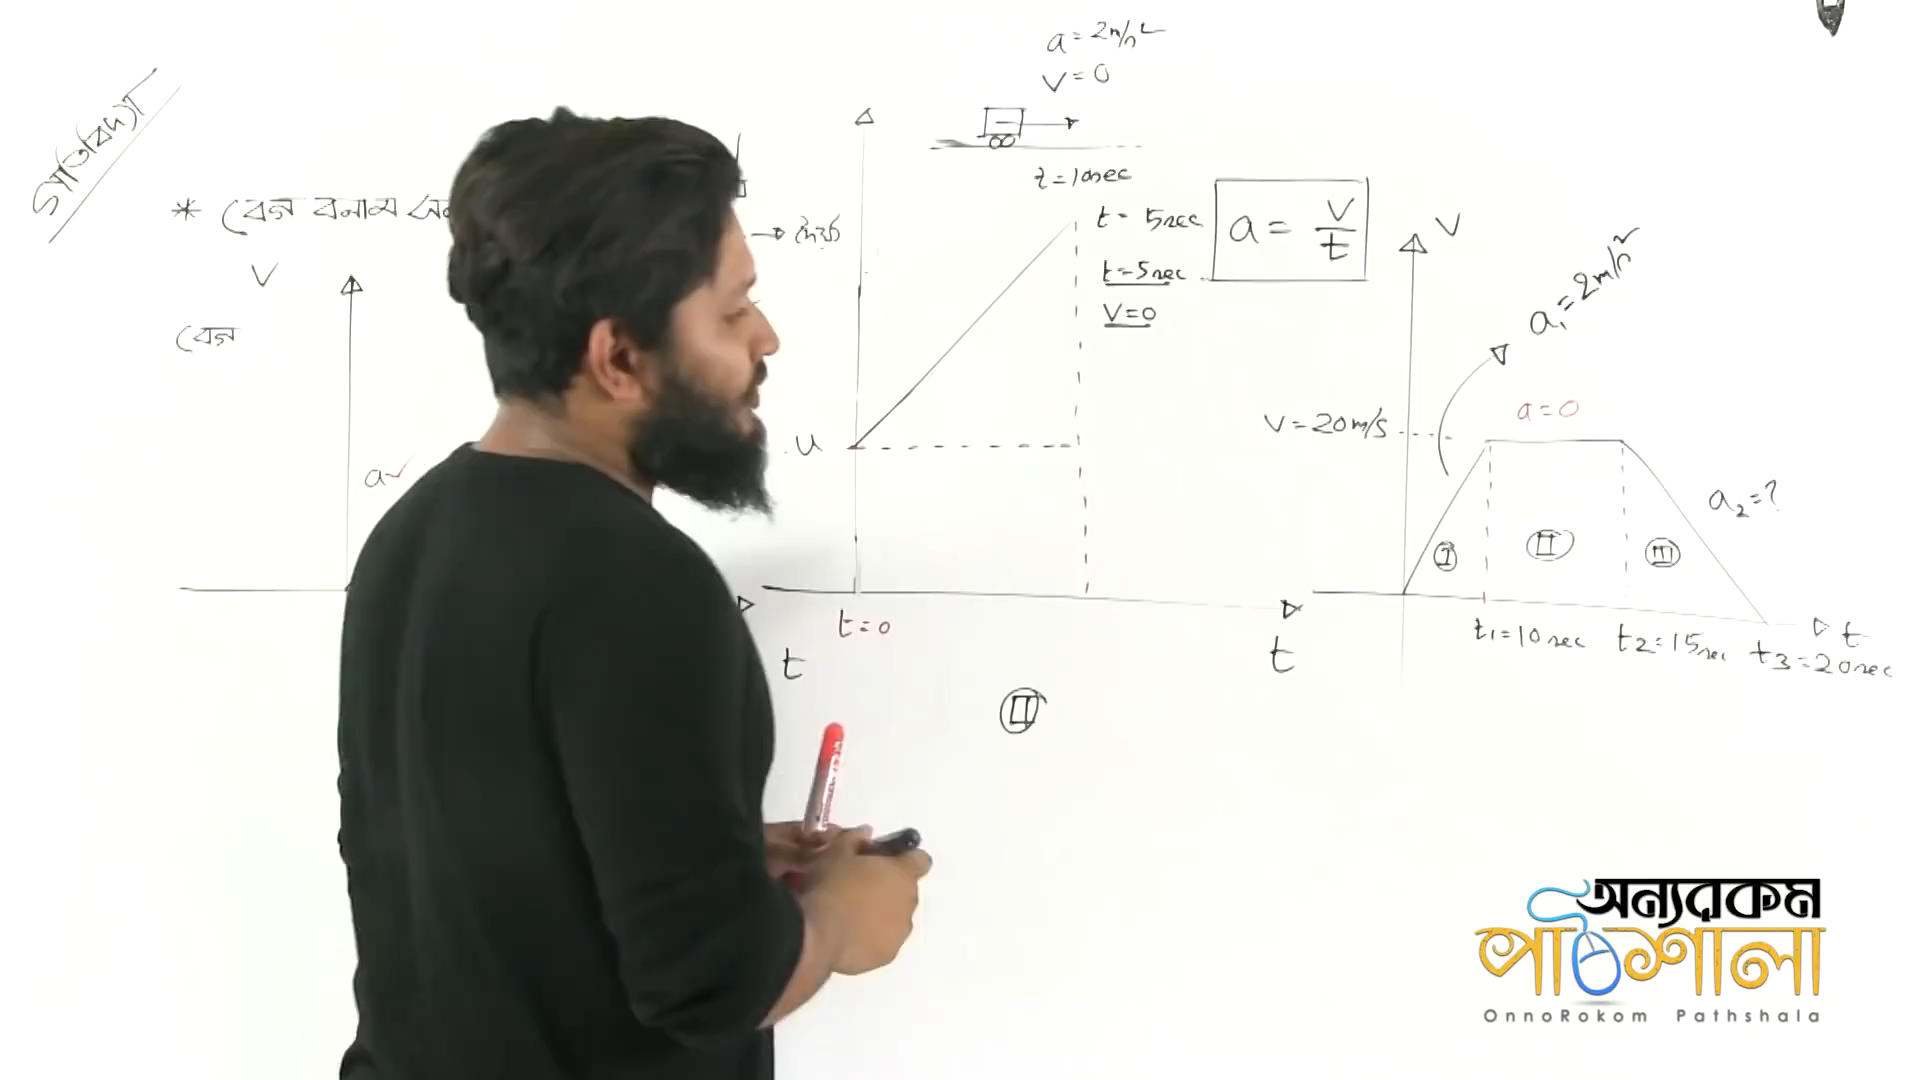 গতিবিদ্যা
* বেগ বনাম
V
বেগ
a
→ দৈর্ঘ্য
t
u
t = 0
t
II
a = 2m/s²
V = 0
t = 10sec
t = 5sec
t = 5sec
V = 0
a = V/t
V
a₁ = 2m/s²
a = 0
V = 20m/s
a₂ = ?
I
II
III
t₁ = 10sec
t₂ = 15sec
t₃ = 20sec
t
অন্যরকম
পাঠশালা
OnnoRokom Pathshala